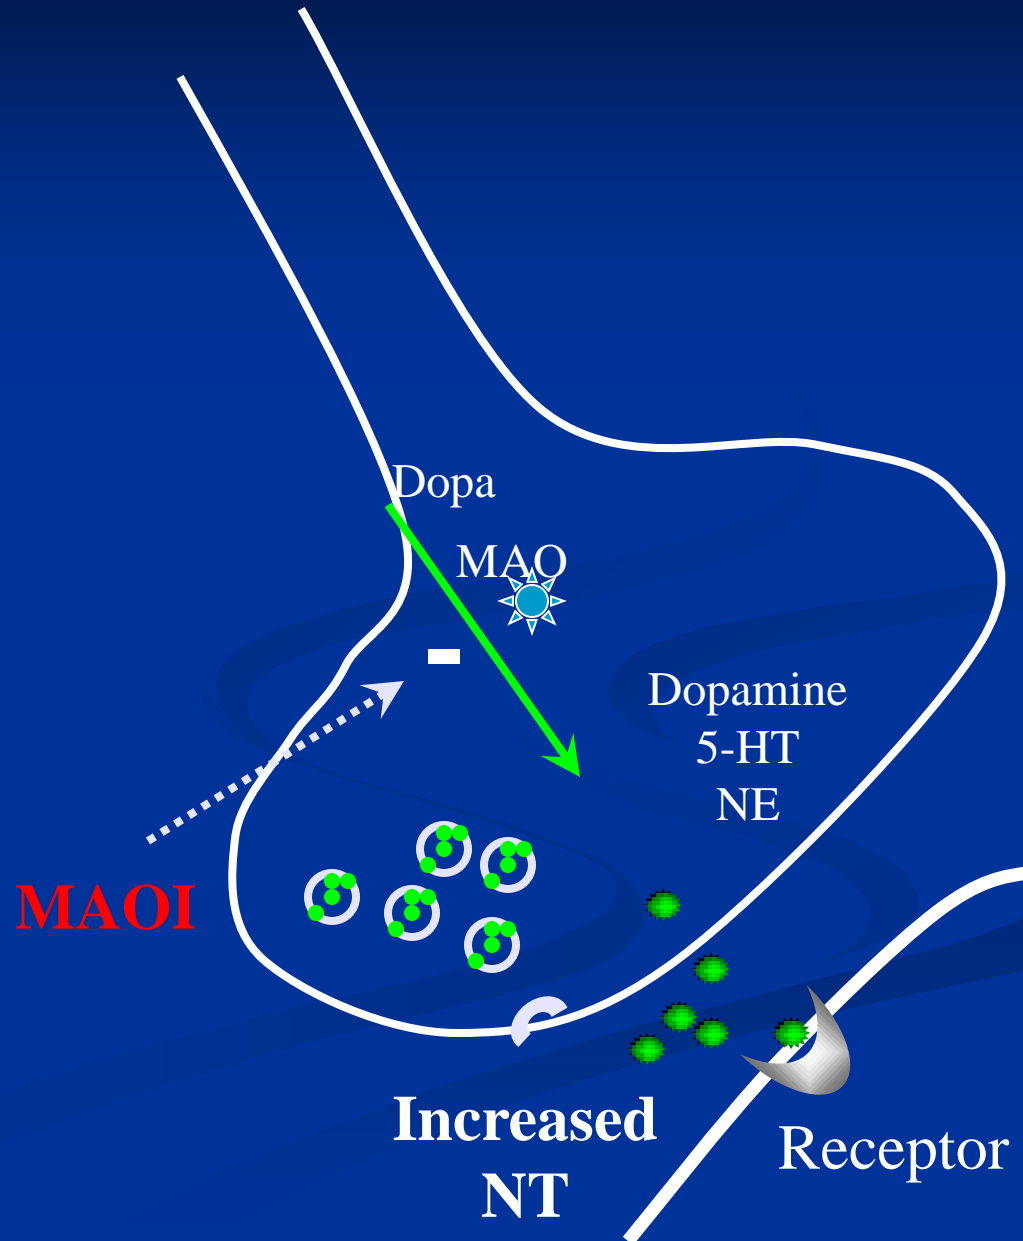 Dopa
MAO
Dopamine
5-HT
NE
MAOI
Increased
NT
Receptor